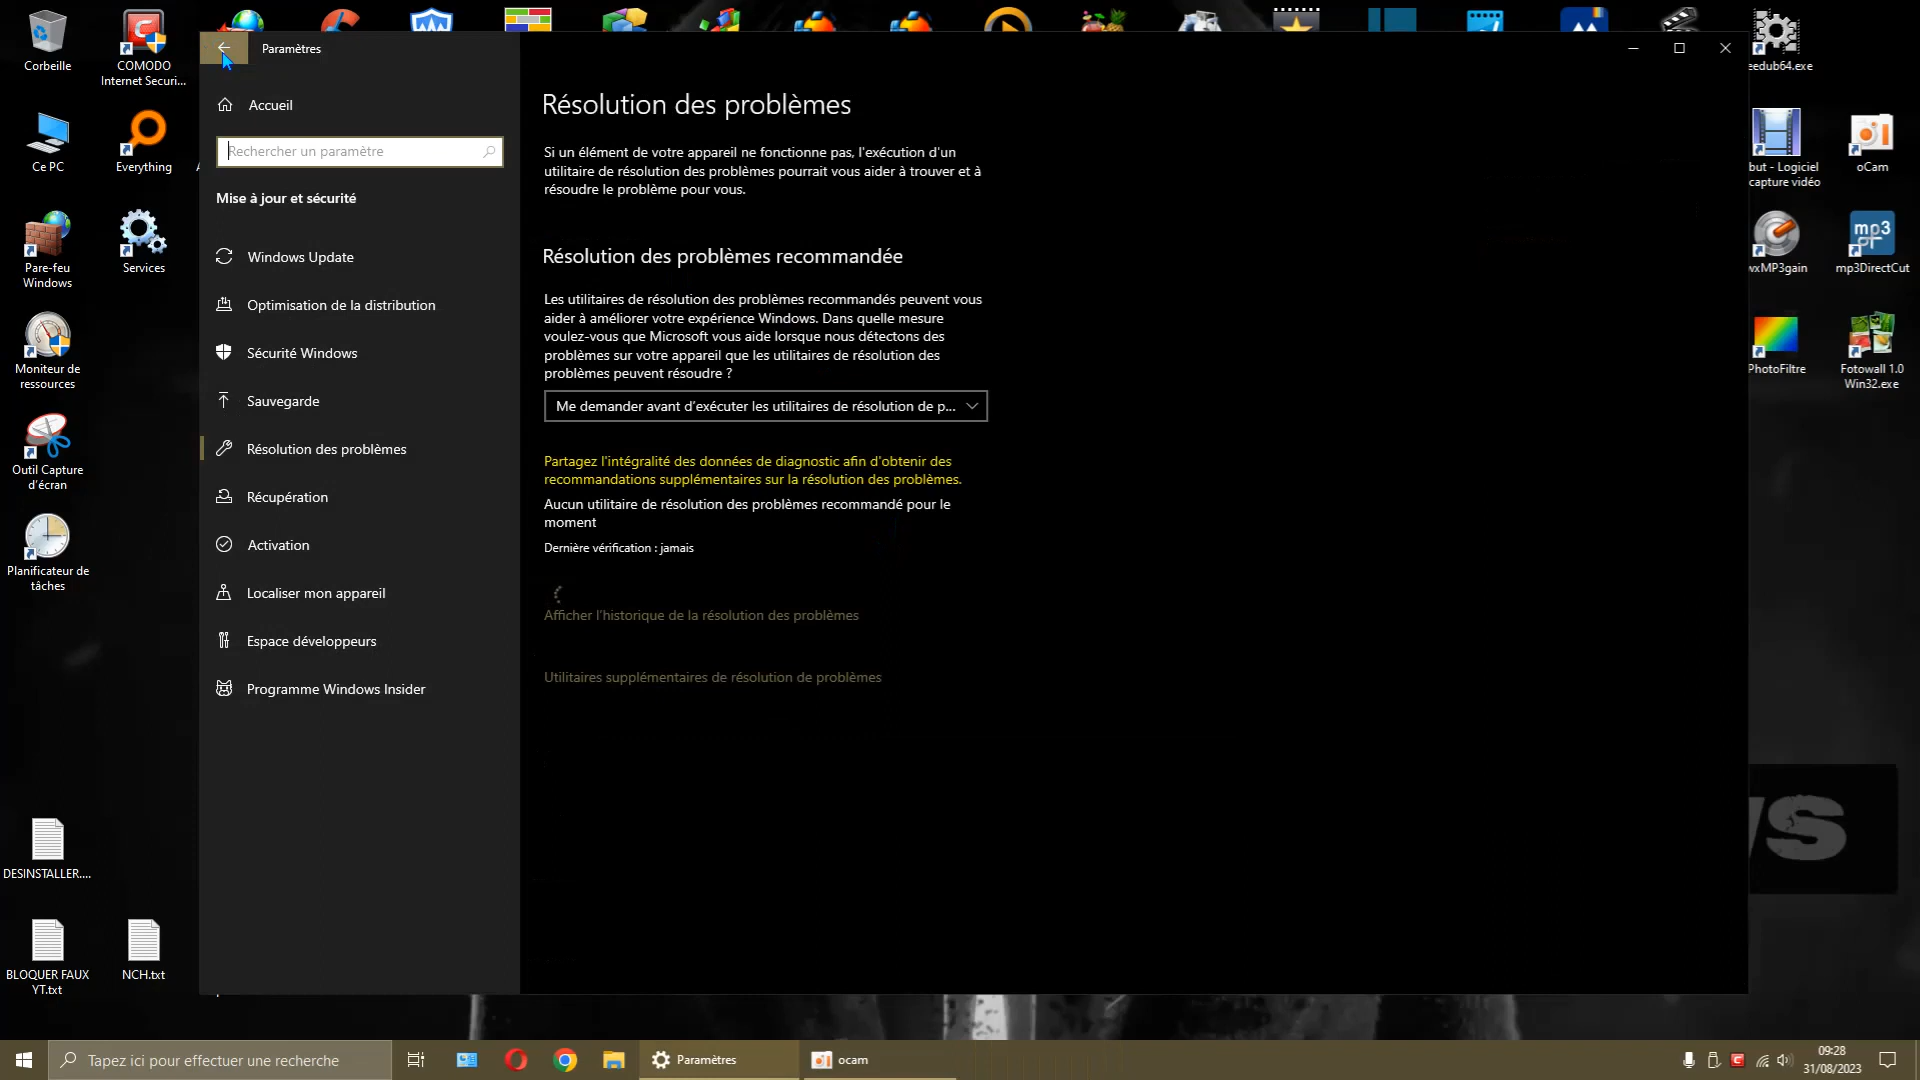 Corbeille
COMODO
Internet Securi...
Ce PC
Everything
Pare-feu
Windows
Services
Moniteur de
ressources
Outil Capture
d'écran
Planificateur de
tâches
DESINSTALLER....
BLOQUER FAUX
YT.txt
NCH.txt
Paramètres
Accueil
Rechercher un paramètre
Mise à jour et sécurité
Windows Update
Optimisation de la distribution
Sécurité Windows
Sauvegarde
Résolution des problèmes
Récupération
Activation
Localiser mon appareil
Espace développeurs
Programme Windows Insider
Résolution des problèmes
Si un élément de votre appareil ne fonctionne pas, l'exécution d'un
utilitaire de résolution des problèmes pourrait vous aider à trouver et à
résoudre le problème pour vous.
Résolution des problèmes recommandée
Les utilitaires de résolution des problèmes recommandés peuvent vous
aider à améliorer votre expérience Windows. Dans quelle mesure
voulez-vous que Microsoft vous aide lorsque nous détectons des
problèmes sur votre appareil que les utilitaires de résolution des
problèmes peuvent résoudre ?
Me demander avant d'exécuter les utilitaires de résolution de p...
Partagez l'intégralité des données de diagnostic afin d'obtenir des
recommandations supplémentaires sur la résolution des problèmes.
Aucun utilitaire de résolution des problèmes recommandé pour le
moment
Dernière vérification : jamais
Afficher l'historique de la résolution des problèmes
Utilitaires supplémentaires de résolution de problèmes
eedub64.exe
but - Logiciel
capture vidéo
oCam
wxMP3gain
mp3
mp3DirectCut
PhotoFiltre
Fotowall 1.0
Win32.exe
Tapez ici pour effectuer une recherche
Paramètres
ocam
09:28
31/08/2023